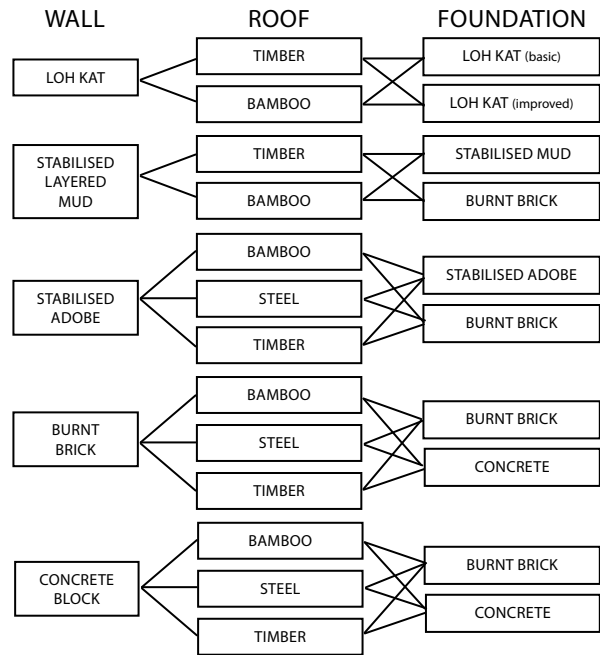 WALL
ROOF
FOUNDATION
LOH KAT
TIMBER
BAMBOO
LOH KAT (basic)
LOH KAT (improved)
STABILISED
LAYERED
MUD
TIMBER
BAMBOO
STABILISED MUD
BURNT BRICK
STABILISED
ADOBE
BAMBOO
STEEL
TIMBER
STABILISED ADOBE
BURNT BRICK
BURNT
BRICK
BAMBOO
STEEL
TIMBER
BURNT BRICK
CONCRETE
CONCRETE
BLOCK
BAMBOO
STEEL
TIMBER
BURNT BRICK
CONCRETE